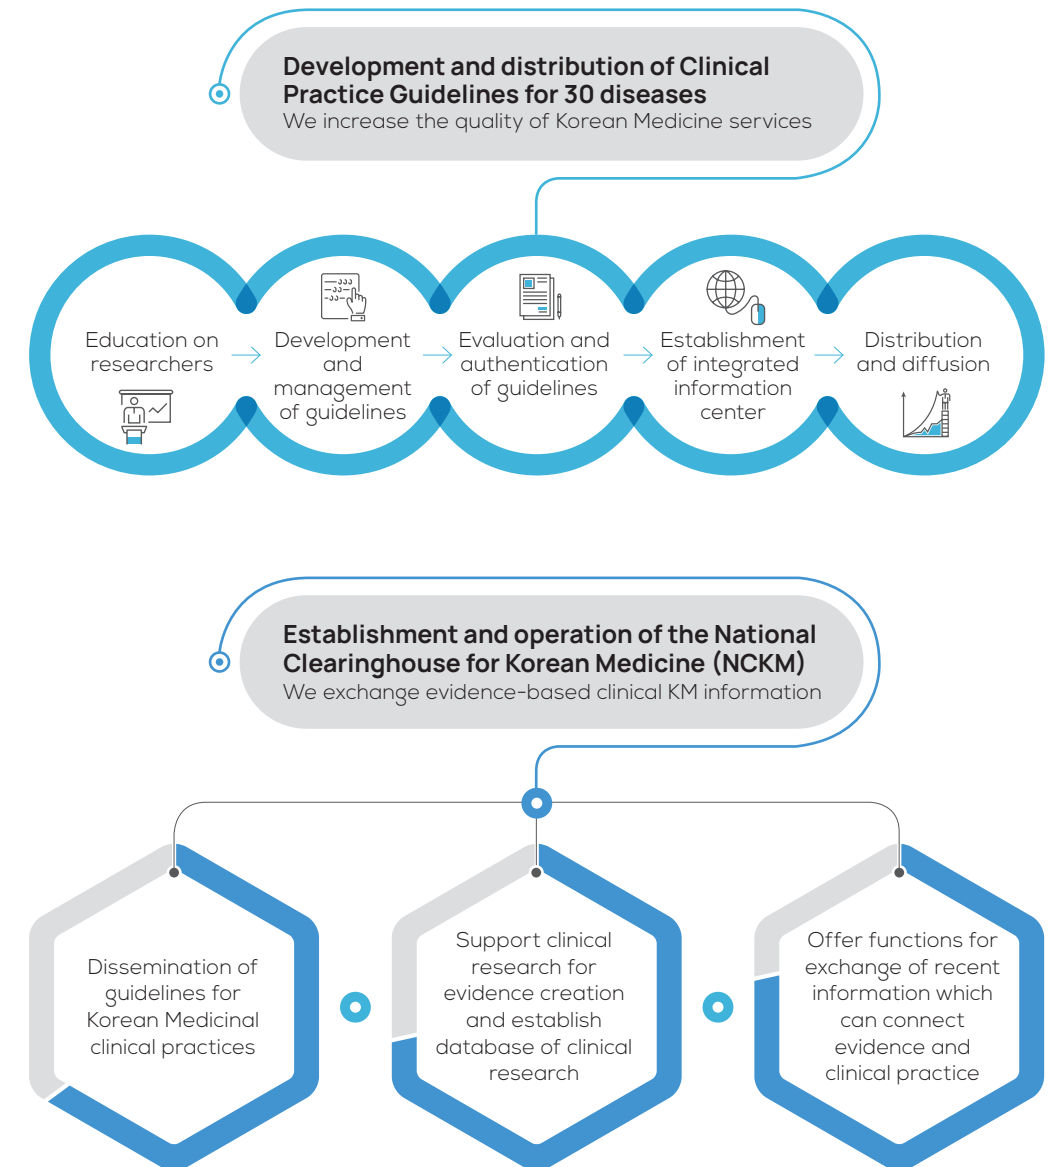 Development and distribution of Clinical
Practice Guidelines for 30 diseases
We increase the quality of Korean Medicine services
Education on
researchers
Development
and
management
of guidelines
Evaluation and
authentication
of guidelines
Establishment
of integrated
information
center
Distribution
and diffusion
Establishment and operation of the National
Clearinghouse for Korean Medicine (NCKM)
We exchange evidence-based clinical KM information
Dissemination of
guidelines for
Korean Medicinal
clinical practices
Support clinical
research for
evidence creation
and establish
database of clinical
research
Offer functions for
exchange of recent
information which
can connect
evidence and
clinical practice